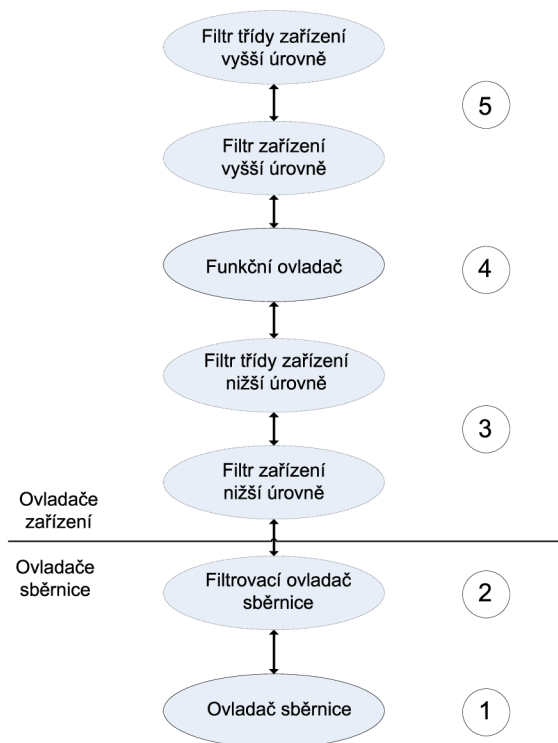 Filtr třídy zařízení
vyšší úrovně
5
Filtr zařízení
vyšší úrovně
Funkční ovladač
4
Filtr třídy zařízení
nižší úrovně
3
Filtr zařízení
nižší úrovně
Ovladače
zařízení
Ovladače
sběrnice
Filtrovací ovladač
sběrnice
2
Ovladač sběrnice
1